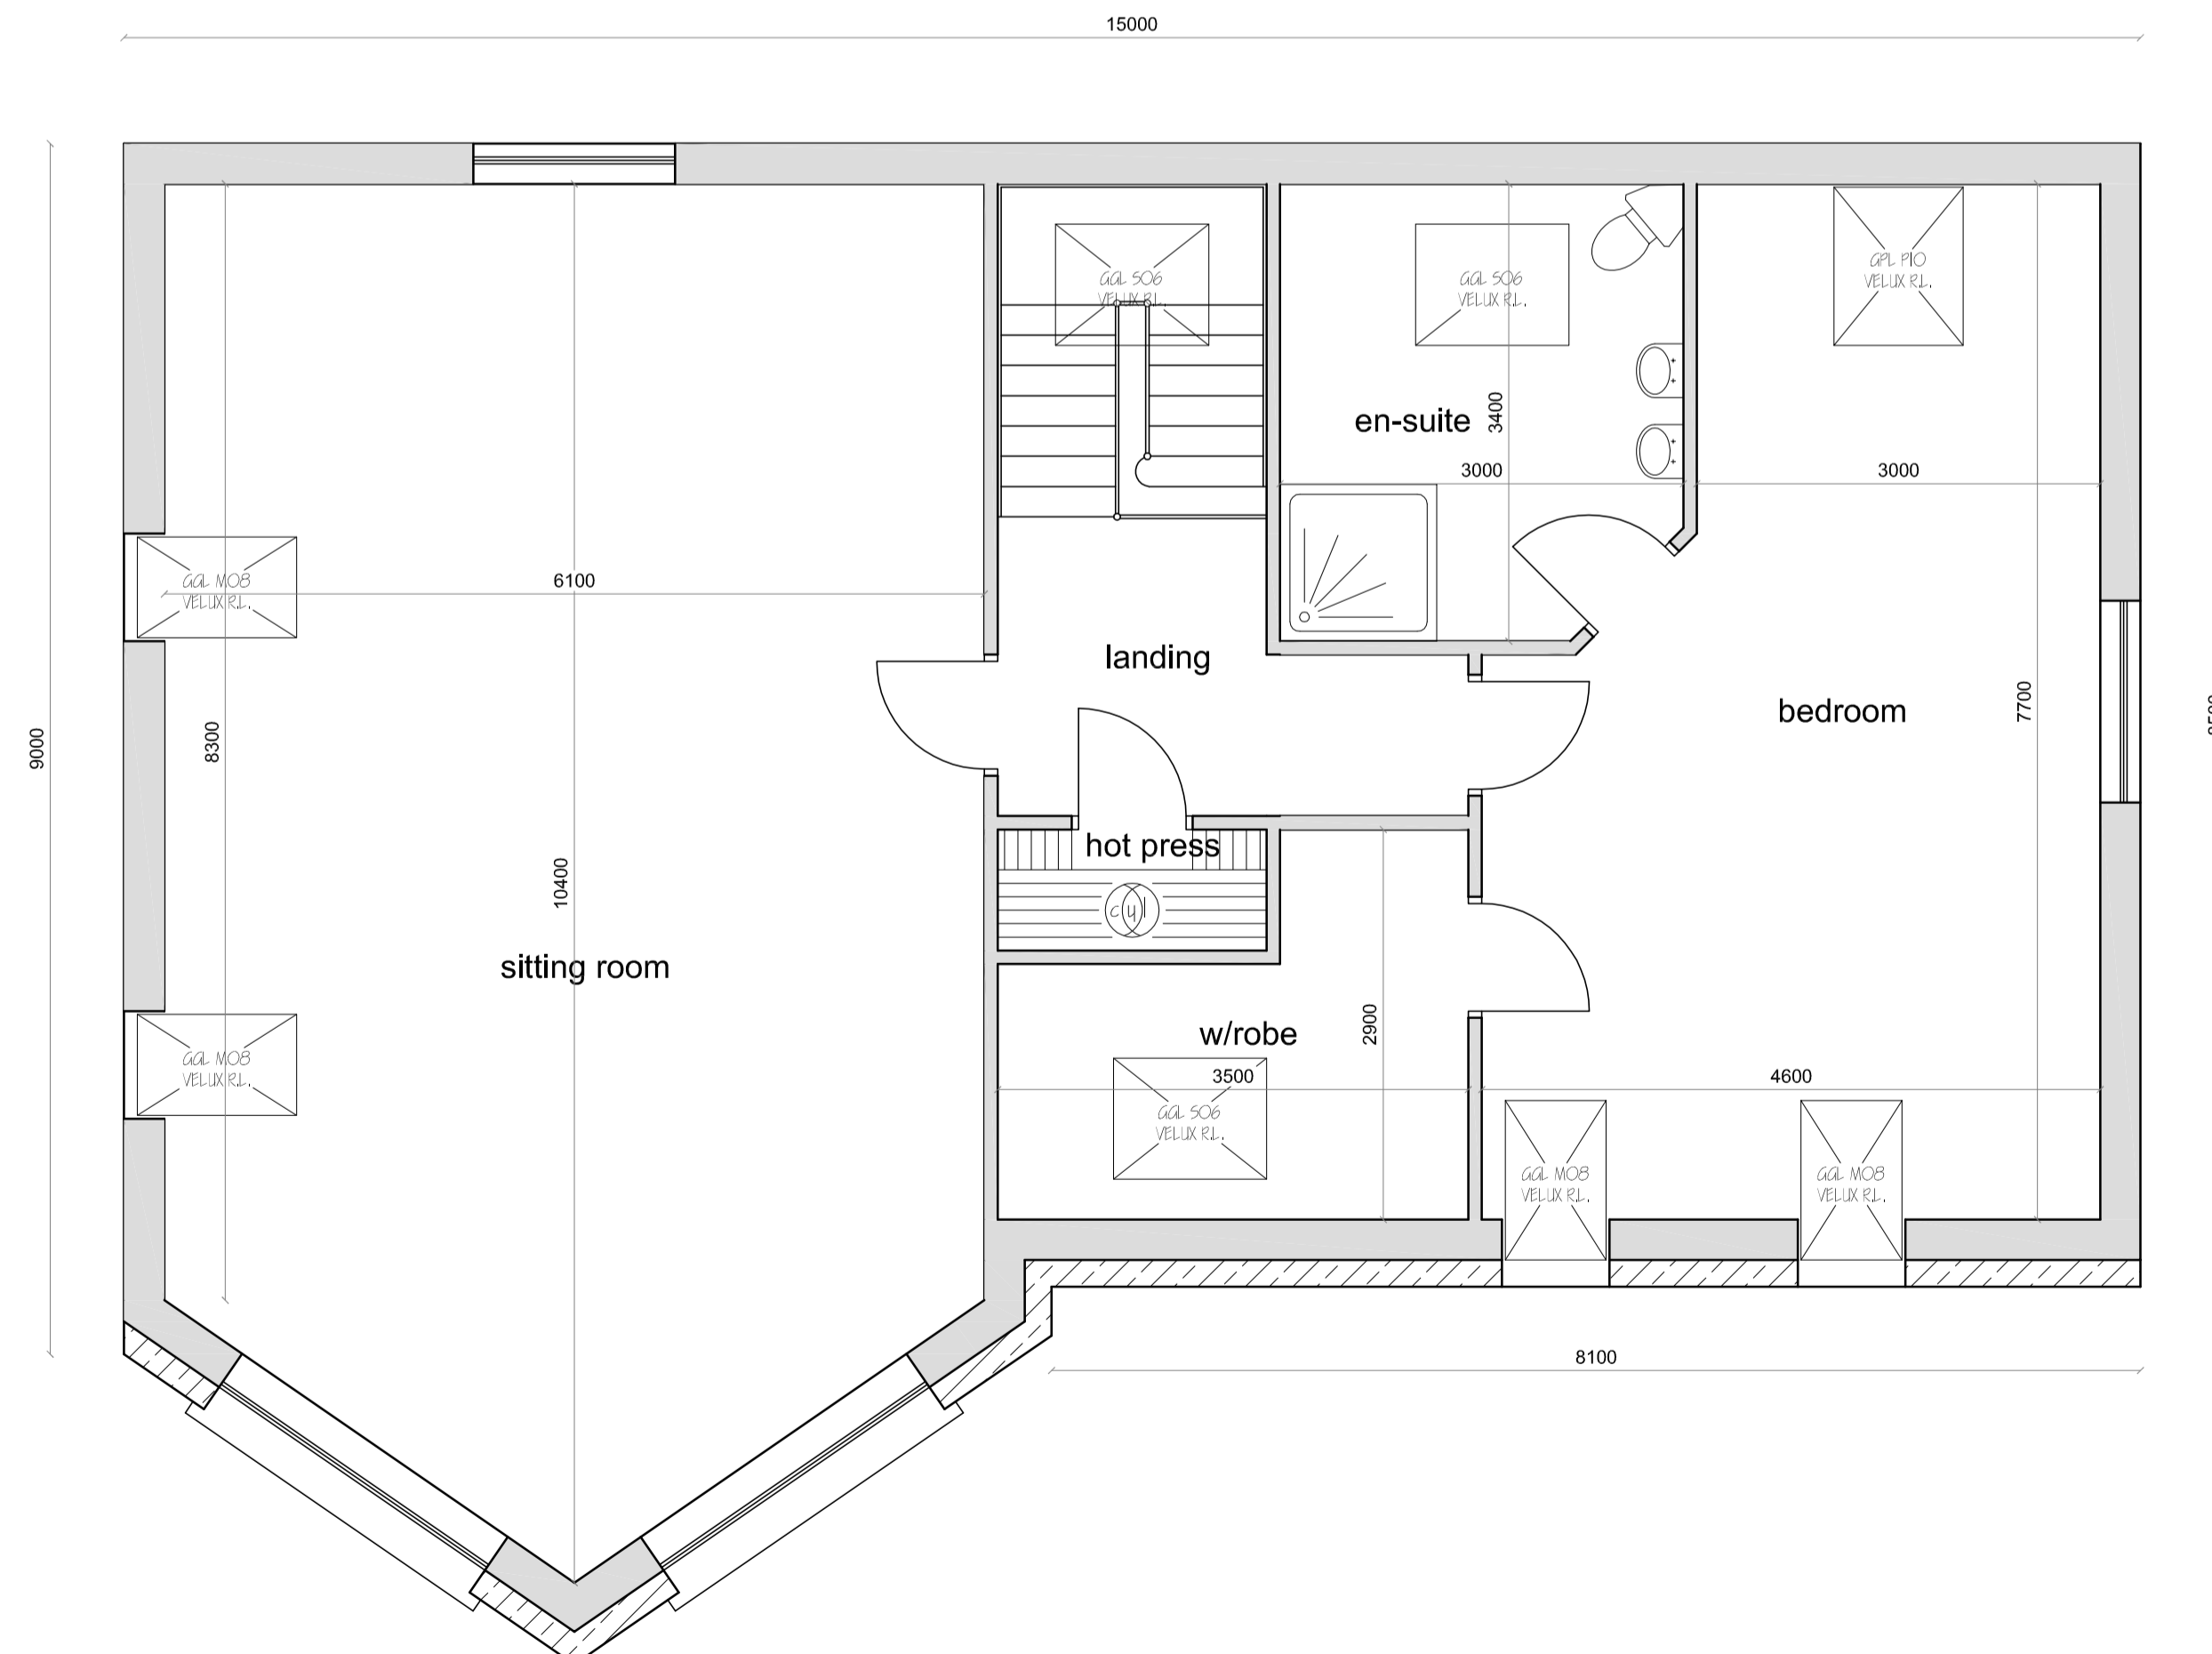 15000
GGL S06
VELUX R.L.
GGL S06
VELUX R.L.
GPL P10
VELUX R.L.
en-suite
3400
3000
3000
GGL M08
VELUX R.L.
6100
landing
bedroom
7700
9000
8300
hot press
10400
cyl
sitting room
w/robe
2900
GGL M08
VELUX R.L.
3500
4600
GGL S06
VELUX R.L.
GGL M08
VELUX R.L.
GGL M08
VELUX R.L.
8100